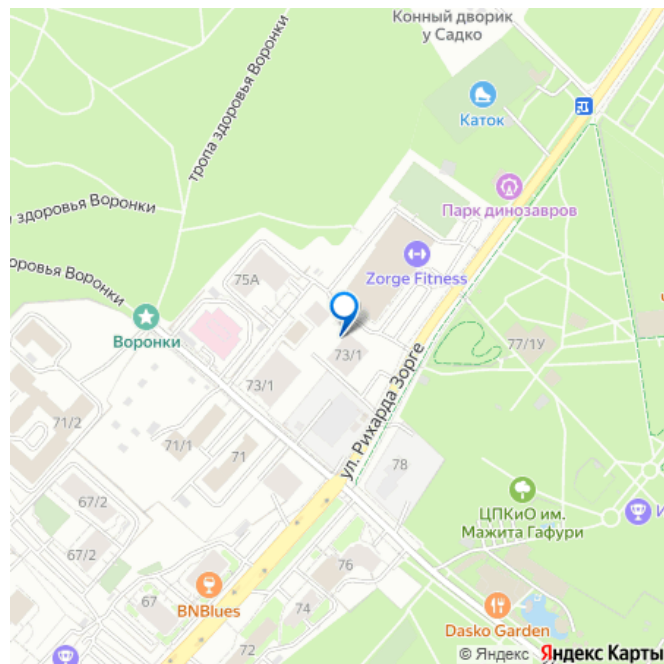 Конный дворик
у Садко
Каток
тропа здоровья Воронки
Парк динозавров
и здоровья Воронки
Zorge Fitness
75А
оровья Воронки
Воронки
73/1
77/1У
73/1
ул. Рихарда Зорге
71/2
71/1
71
78
67/2
ЦПКиО им.
Мажита Гафури
И
67/2
76
67
BNBlues
74
Dasko Garden
72
© Яндекс Яндекс Карты